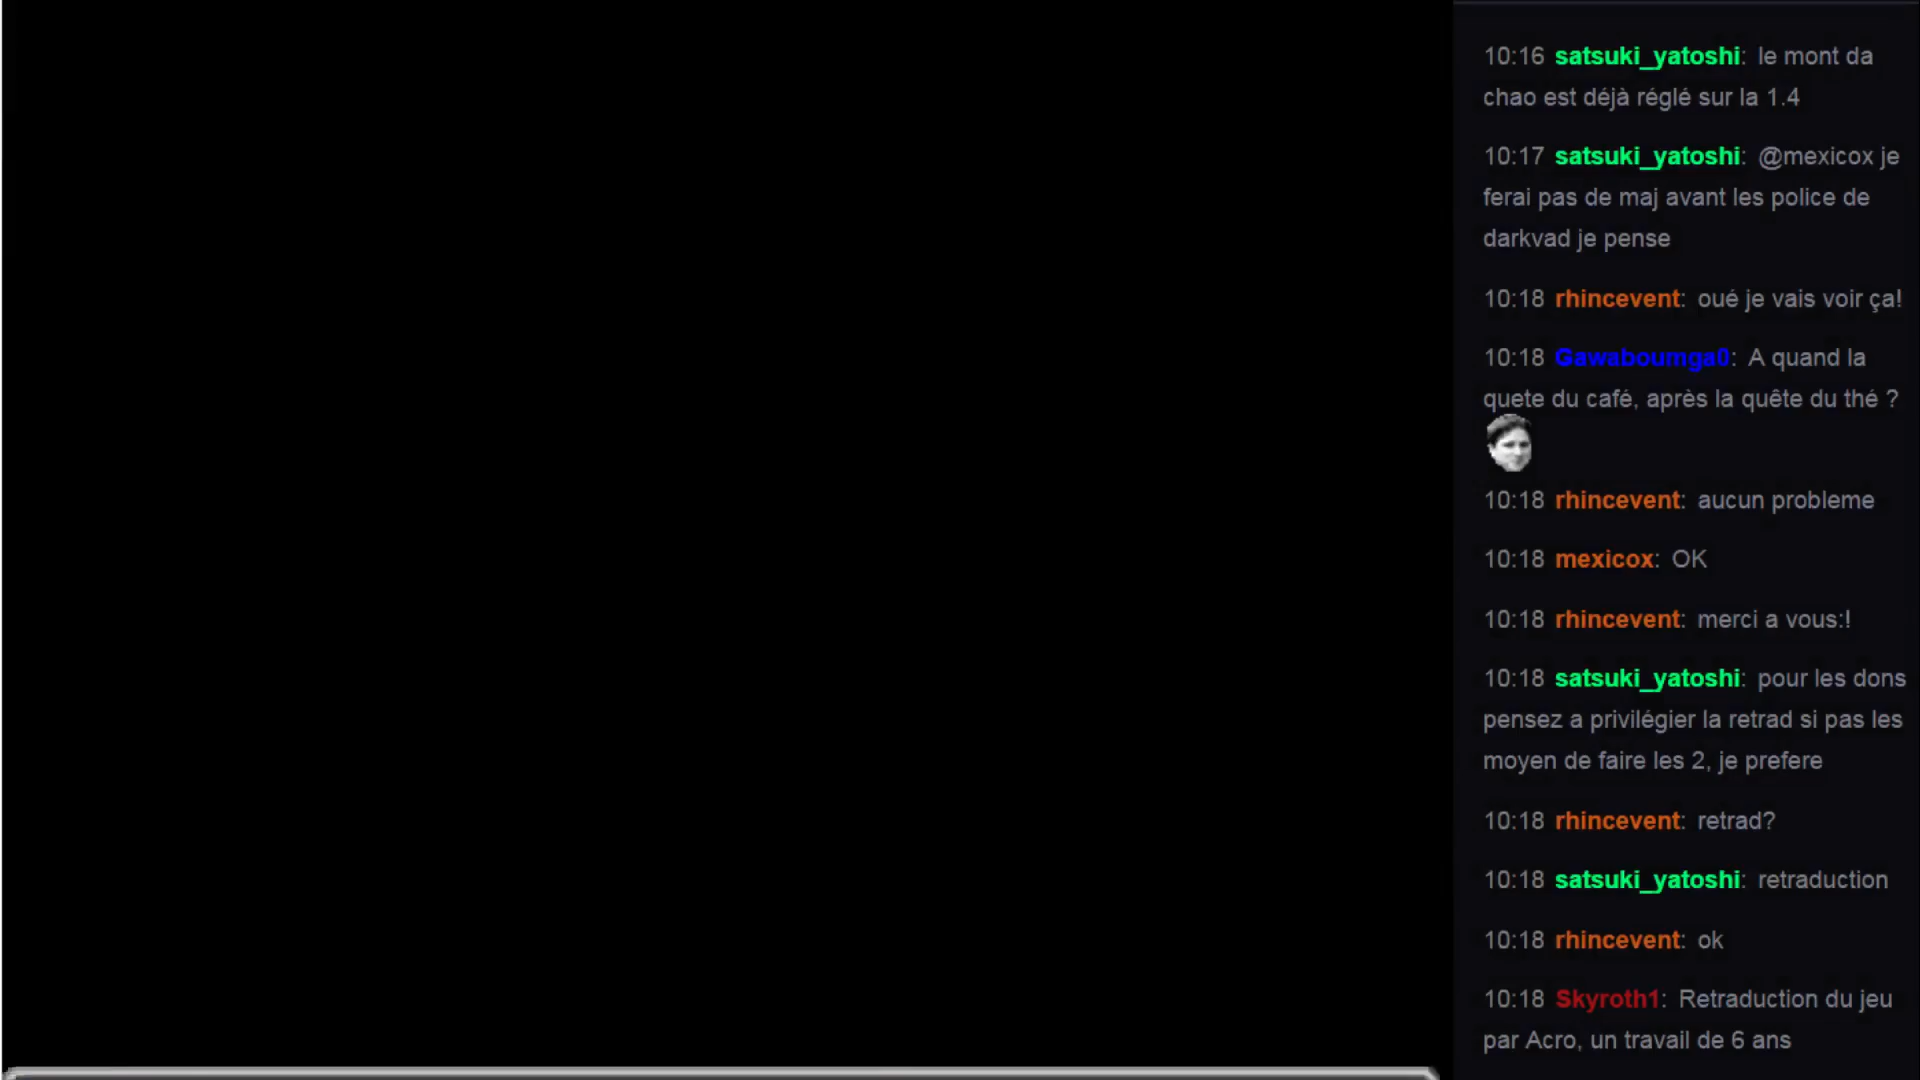 10:16 satsuki_yatoshi: le mont da
chao est déjà réglé sur la 1.4
10:17 satsuki_yatoshi: @mexicox je
ferai pas de maj avant les police de
darkvad je pense
10:18 rhincevent: oué je vais voir ça!
10:18 Gawaboumga0: A quand la
quete du café, après la quête du thé ?
10:18 rhincevent: aucun probleme
10:18 mexicox: OK
10:18 rhincevent: merci a vous:!
10:18 satsuki_yatoshi: pour les dons
pensez a privilégier la retrad si pas les
moyen de faire les 2, je prefere
10:18 rhincevent: retrad?
10:18 satsuki_yatoshi: retraduction
10:18 rhincevent: ok
10:18 Skyroth1: Retraduction du jeu
par Acro, un travail de 6 ans